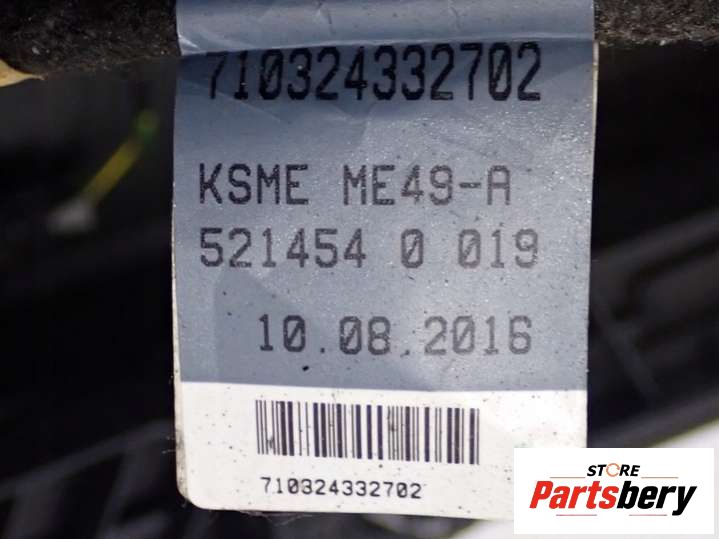 710324332702
KSME ME49-A
521454 0 019
10.08.2016
710324332702
STORE
Partsbery